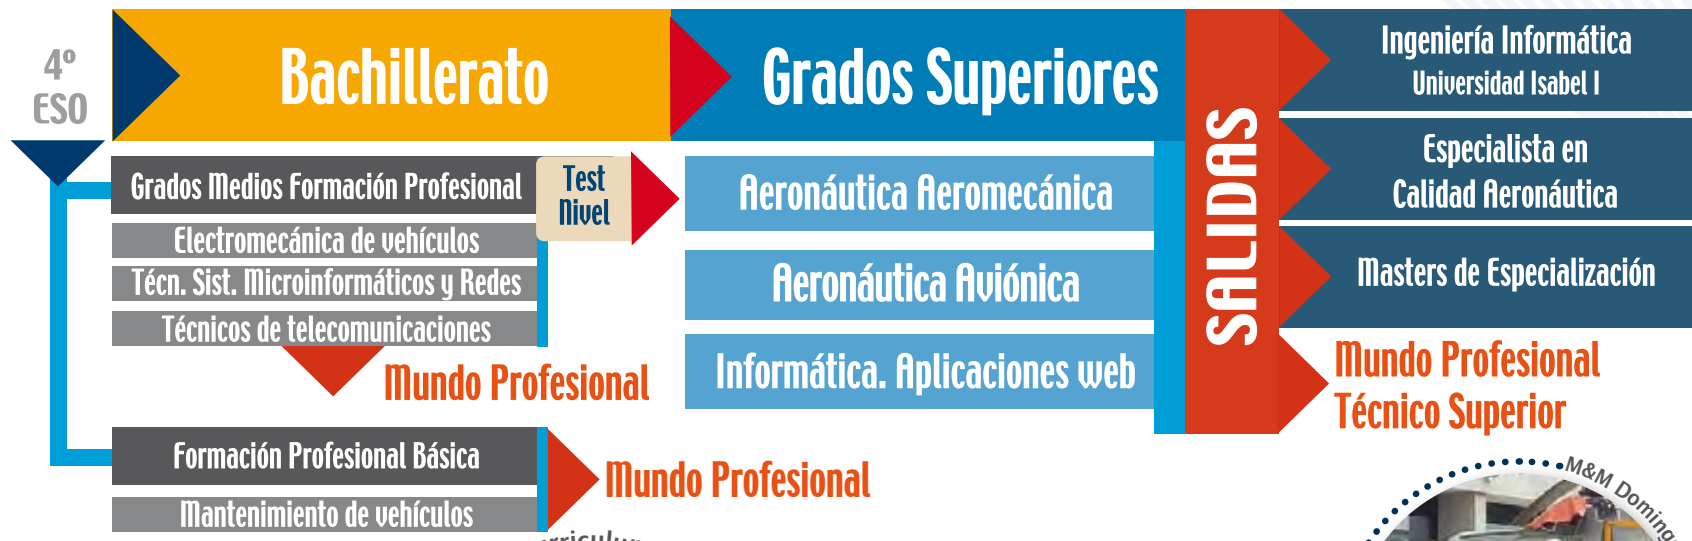 4º
ESO
Bachillerato
Grados Superiores
Grados Medios Formación Profesional
Test
Nivel
Electromecánica de vehículos
Técn. Sist. Microinformáticos y Redes
Técnicos de telecomunicaciones
Mundo Profesional
Formación Profesional Básica
Mantenimiento de vehículos
Mundo Profesional
Aeronáutica Aeromecánica
Aeronáutica Aviónica
Informática. Aplicaciones web
SALIDAS
Ingeniería Informática
Universidad Isabel I
Especialista en
Calidad Aeronáutica
Masters de Especialización
Mundo Profesional
Técnico Superior
M&M